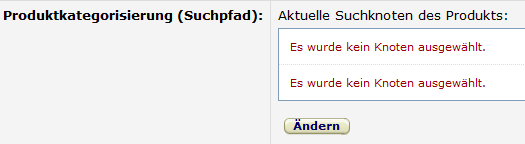 Produktkategorisierung (Suchpfad):
Aktuelle Suchknoten des Produkts:
Es wurde kein Knoten ausgewählt.
Es wurde kein Knoten ausgewählt.
Ändern